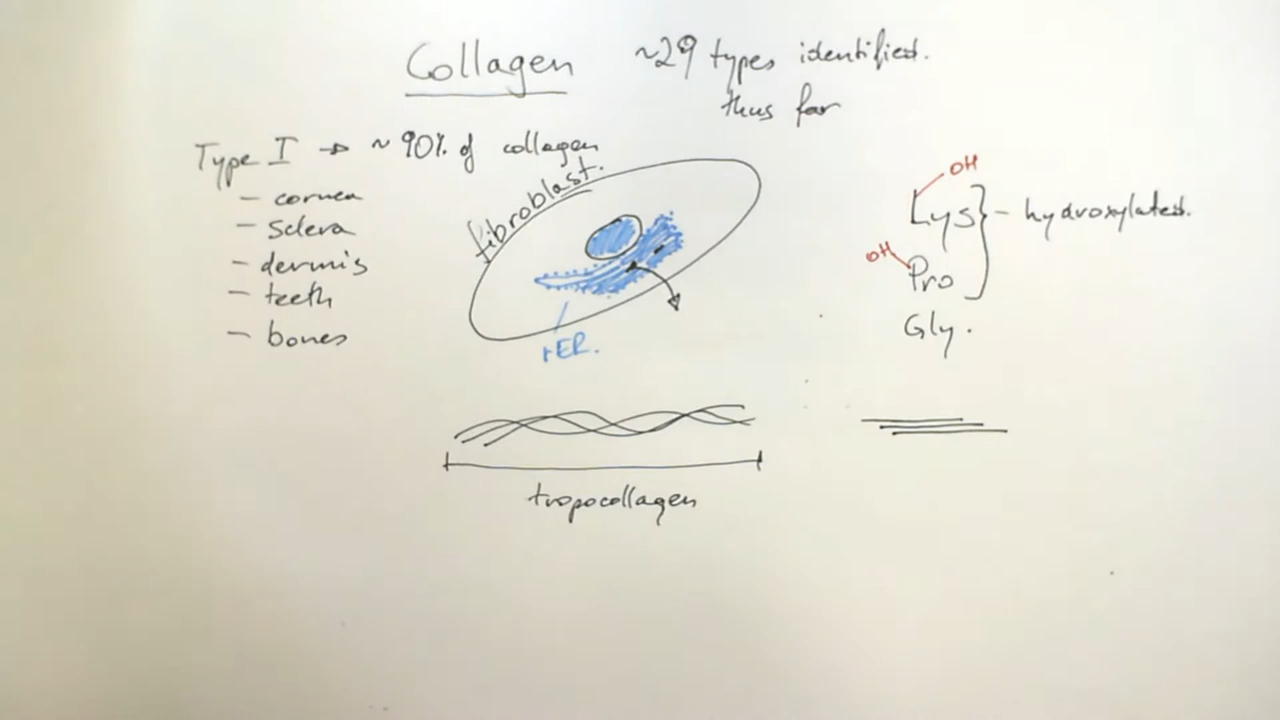 Collagen ~29 types identified.
thus far
Type I → ~90% of collagen
- cornea
- sclera
- dermis
- teeth
- bones
fibroblast.
rER.
OH
Lys } - hydroxylated.
OH
Pro
Gly.
tropocollagen